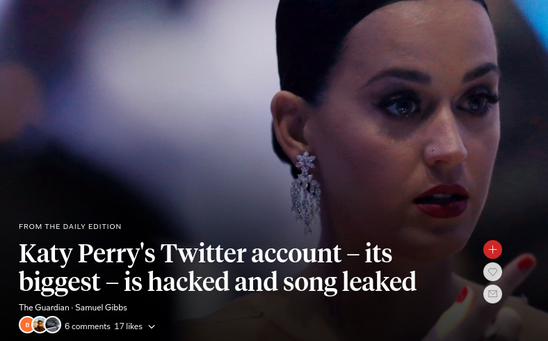 FROM THE DAILY EDITION
Katy Perry's Twitter account – its
biggest – is hacked and song leaked
The Guardian · Samuel Gibbs
6 comments 17 likes